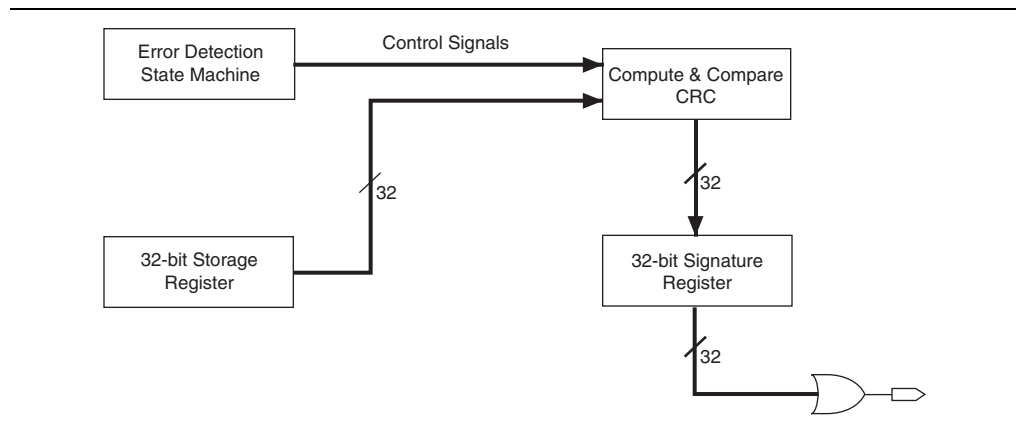 Error Detection
State Machine
Control Signals
Compute & Compare
CRC
32
32
32-bit Storage
Register
32-bit Signature
Register
32